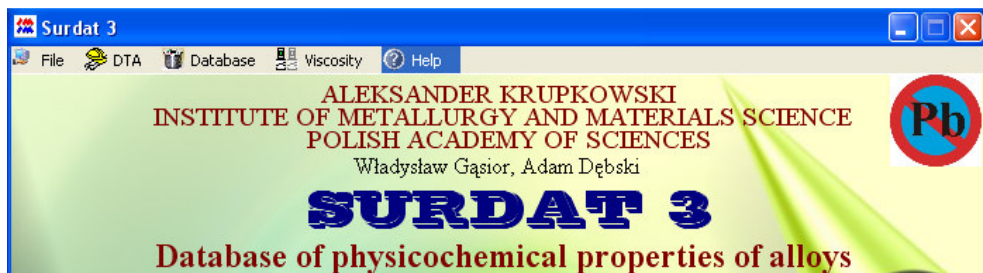 Surdat 3
File DTA Database Viscosity Help
ALEKSANDER KRUPKOWSKI
INSTITUTE OF METALLURGY AND MATERIALS SCIENCE
POLISH ACADEMY OF SCIENCES
Pb
Władysław Gąsior, Adam Dębski
SURDAT 3
Database of physicochemical properties of alloys